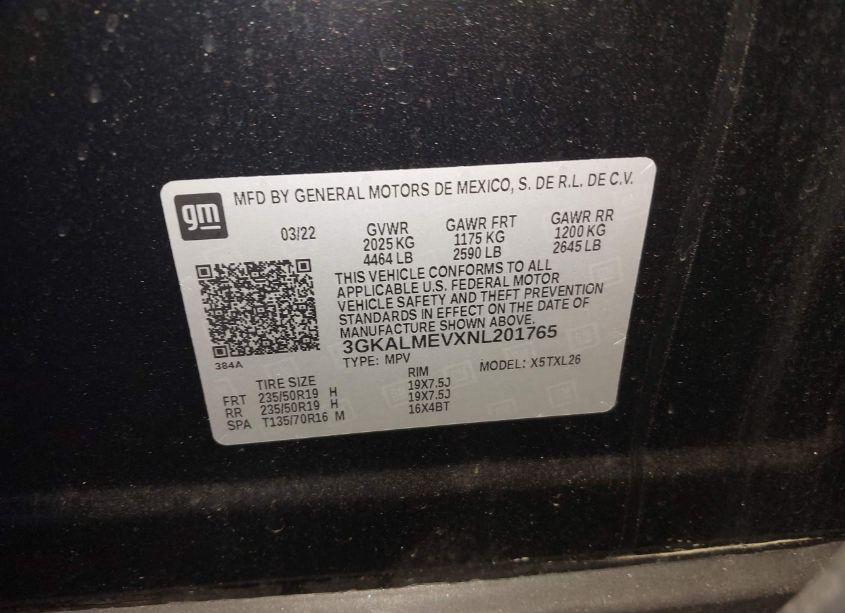 gm
MFD BY GENERAL MOTORS DE MEXICO, S. DE R.L. DE C.V.
03/22 GVWR GAWR FRT GAWR RR
2025 KG 1175 KG 1200 KG
4464 LB 2590 LB 2645 LB
THIS VEHICLE CONFORMS TO ALL
APPLICABLE U.S. FEDERAL MOTOR
VEHICLE SAFETY AND THEFT PREVENTION
STANDARDS IN EFFECT ON THE DATE OF
MANUFACTURE SHOWN ABOVE.
3GKALMEVXNL201765
384A
TYPE: MPV MODEL: X5TXL26
TIRE SIZE RIM
FRT 235/50R19 H 19X7.5J
RR 235/50R19 H 19X7.5J
SPA T135/70R16 M 16X4BT